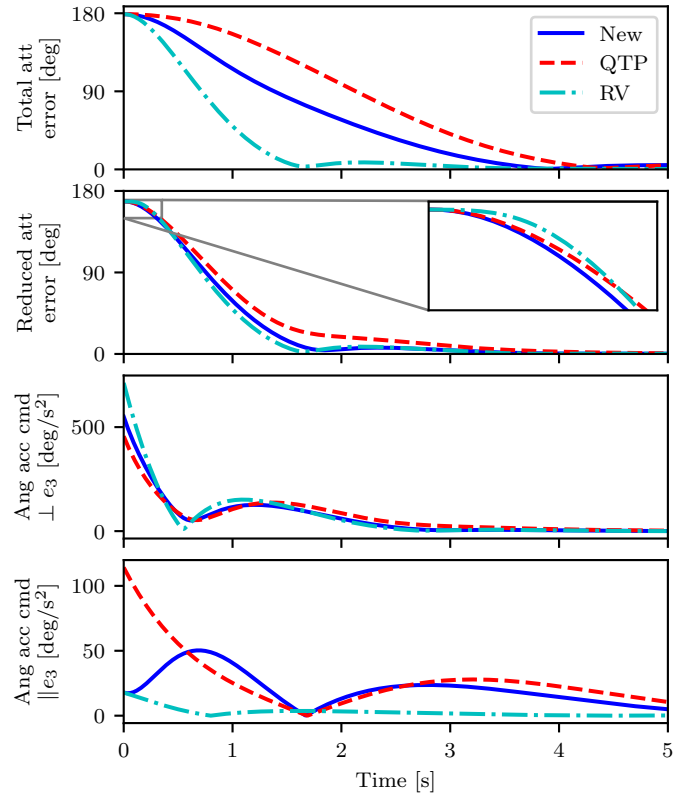 Total att
error [deg]
180
90
0
New
QTP
RV
Reduced att
error [deg]
180
90
0
Ang acc cmd
⊥ e₃ [deg/s²]
500
0
Ang acc cmd
∥e₃ [deg/s²]
100
50
0
0 1 2 3 4 5
Time [s]